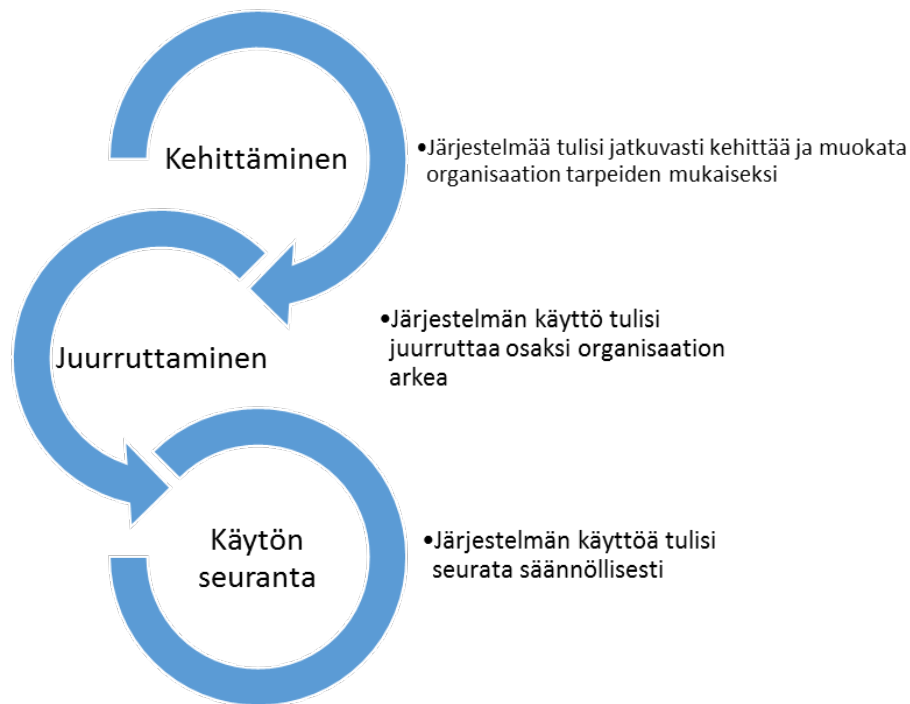 Kehittäminen
•Järjestelmää tulisi jatkuvasti kehittää ja muokata
organisaation tarpeiden mukaiseksi
Juurruttaminen
•Järjestelmän käyttö tulisi
juurruttaa osaksi organisaation
arkea
Käytön
seuranta
•Järjestelmän käyttöä tulisi
seurata säännöllisesti